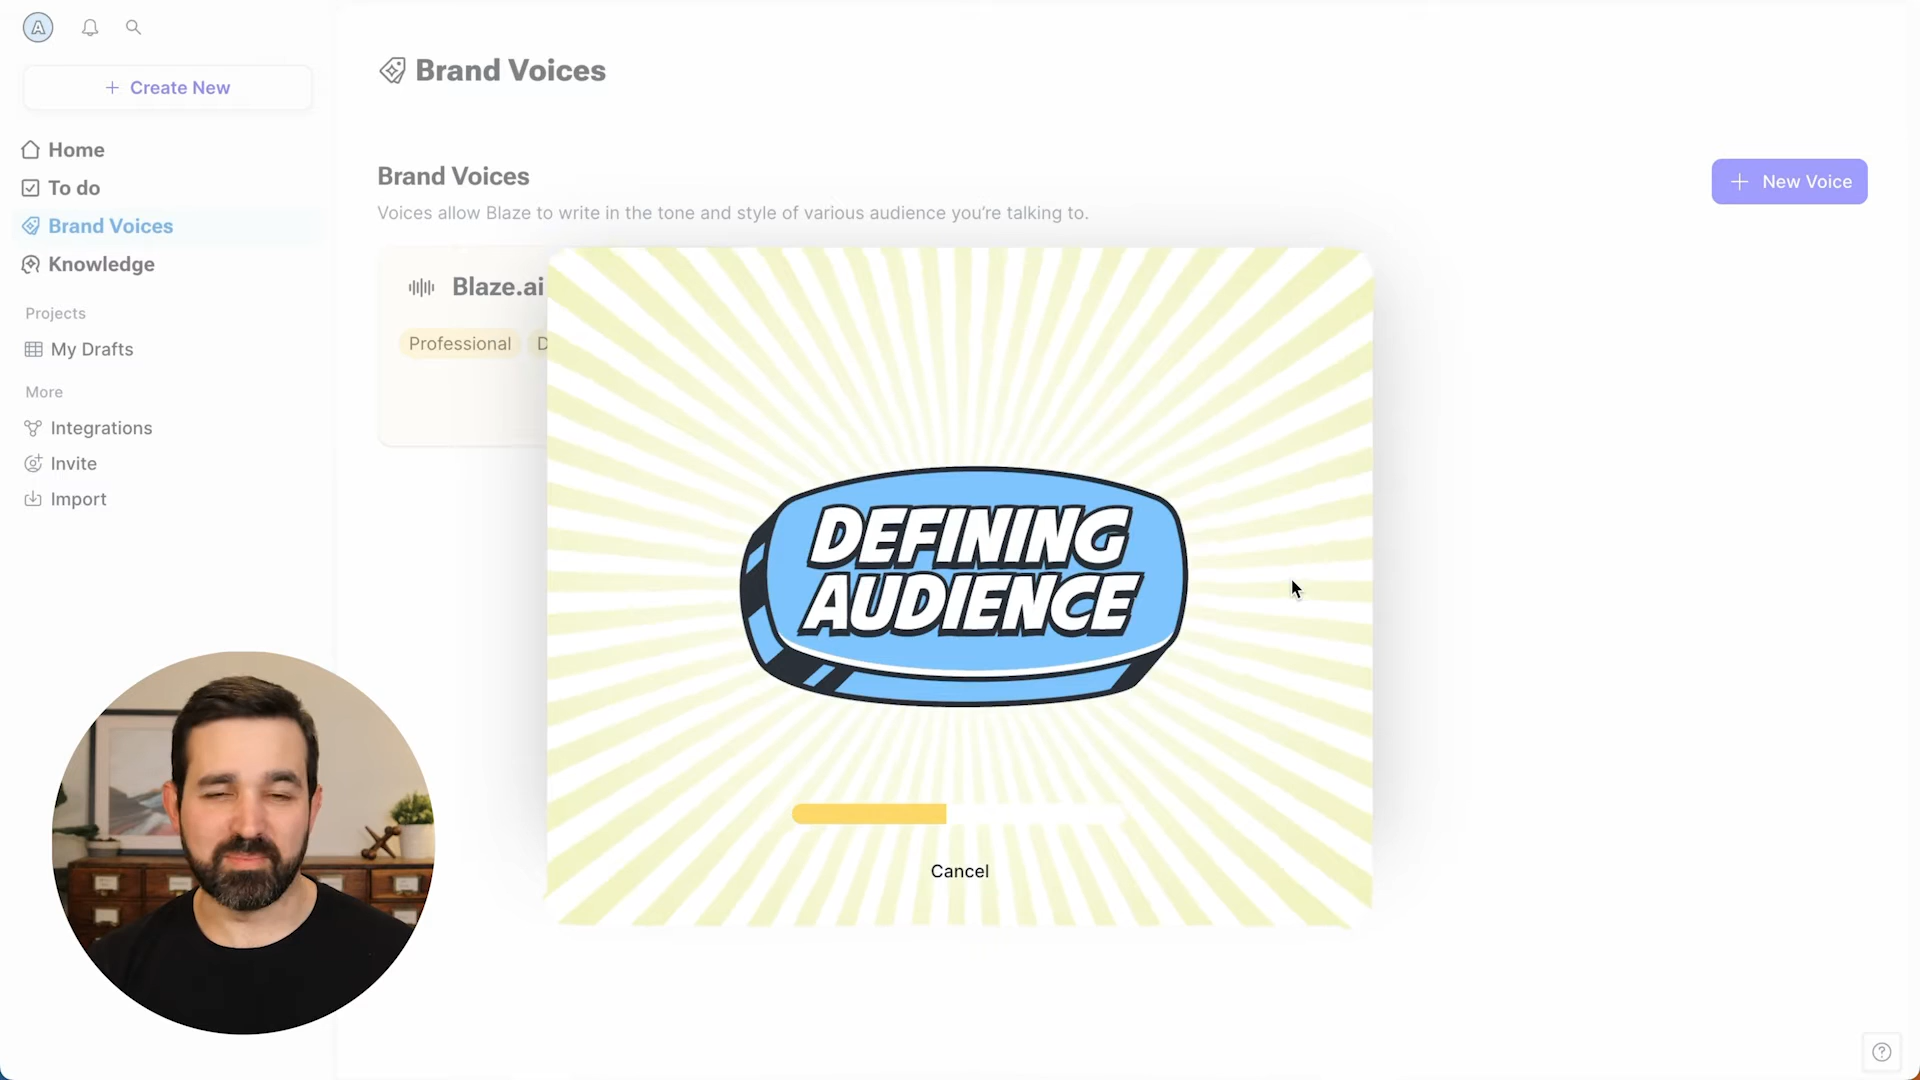 A
Create New
Home
To do
Brand Voices
Knowledge
Projects
My Drafts
More
Integrations
Invite
Import
Brand Voices
Brand Voices
Voices allow Blaze to write in the tone and style of various audience you're talking to.
New Voice
Blaze.ai
Professional
D
DEFINING
AUDIENCE
Cancel
?